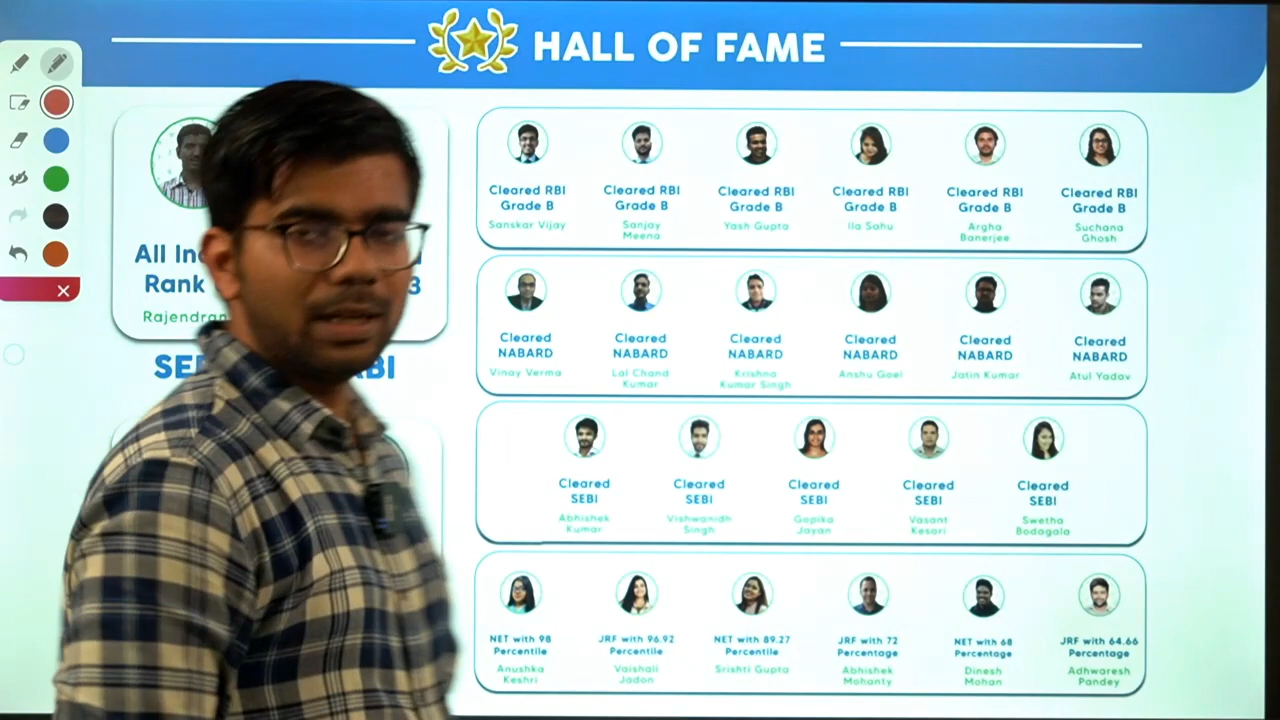 HALL OF FAME
All In
Rank
3
Rajendran
SE
BI
Cleared RBI
Grade B
Sanskar Vijay
Cleared RBI
Grade B
Sanjay
Meena
Cleared RBI
Grade B
Yash Gupta
Cleared RBI
Grade B
Ila Sahu
Cleared RBI
Grade B
Argha
Banerjee
Cleared RBI
Grade B
Suchana
Ghosh
Cleared
NABARD
Vinay Verma
Cleared
NABARD
Lal Chand
Kumar
Cleared
NABARD
Krishna
Kumar Singh
Cleared
NABARD
Anshu Goel
Cleared
NABARD
Jatin Kumar
Cleared
NABARD
Atul Yadav
Cleared
SEBI
Abhishek
Kumar
Cleared
SEBI
Vishwanidh
Singh
Cleared
SEBI
Gopika
Jayan
Cleared
SEBI
Vasant
Kesari
Cleared
SEBI
Swetha
Bodagala
NET with 98
Percentile
Anushka
Keshri
JRF with 96.92
Percentile
Vaishali
Jadon
NET with 89.27
Percentile
Srishti Gupta
JRF with 72
Percentage
Abhishek
Mohanty
NET with 68
Percentage
Dinesh
Mohan
JRF with 64.66
Percentage
Adhwaresh
Pandey